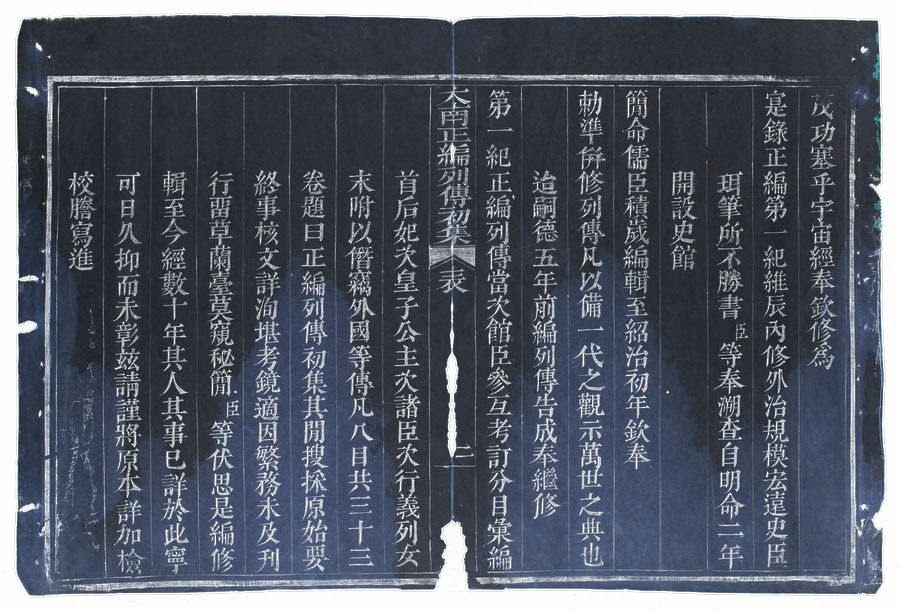 茂功塞乎宇宙經奉欽修為
寔錄正編第一紀維辰內修外治規模宏遠史臣
珥筆所不勝書臣等奉溯查自明命二年
開設史館
簡命儒臣積歲編輯至紹治初年欽奉
勅準併修列傳凡以備一代之觀示萬世之典也
迨嗣德五年前編列傳告成奉繼修
第一紀正編列傳當次館臣參互考訂分目彙編
大南正編列傳初集 表 二
首后妃次皇子公主次諸臣次行義列女
末附以僭竊外國等傳凡八目共三十三
卷題曰正編列傳初集其間搜採原始要
終事核文詳洵堪考鏡適因繁務未及刊
行畱草蘭臺莫窺秘簡臣等伏思是編修
輯至今經數十年其人其事已詳於此寧
可日久抑而未彰茲請謹將原本詳加檢
校謄寫進